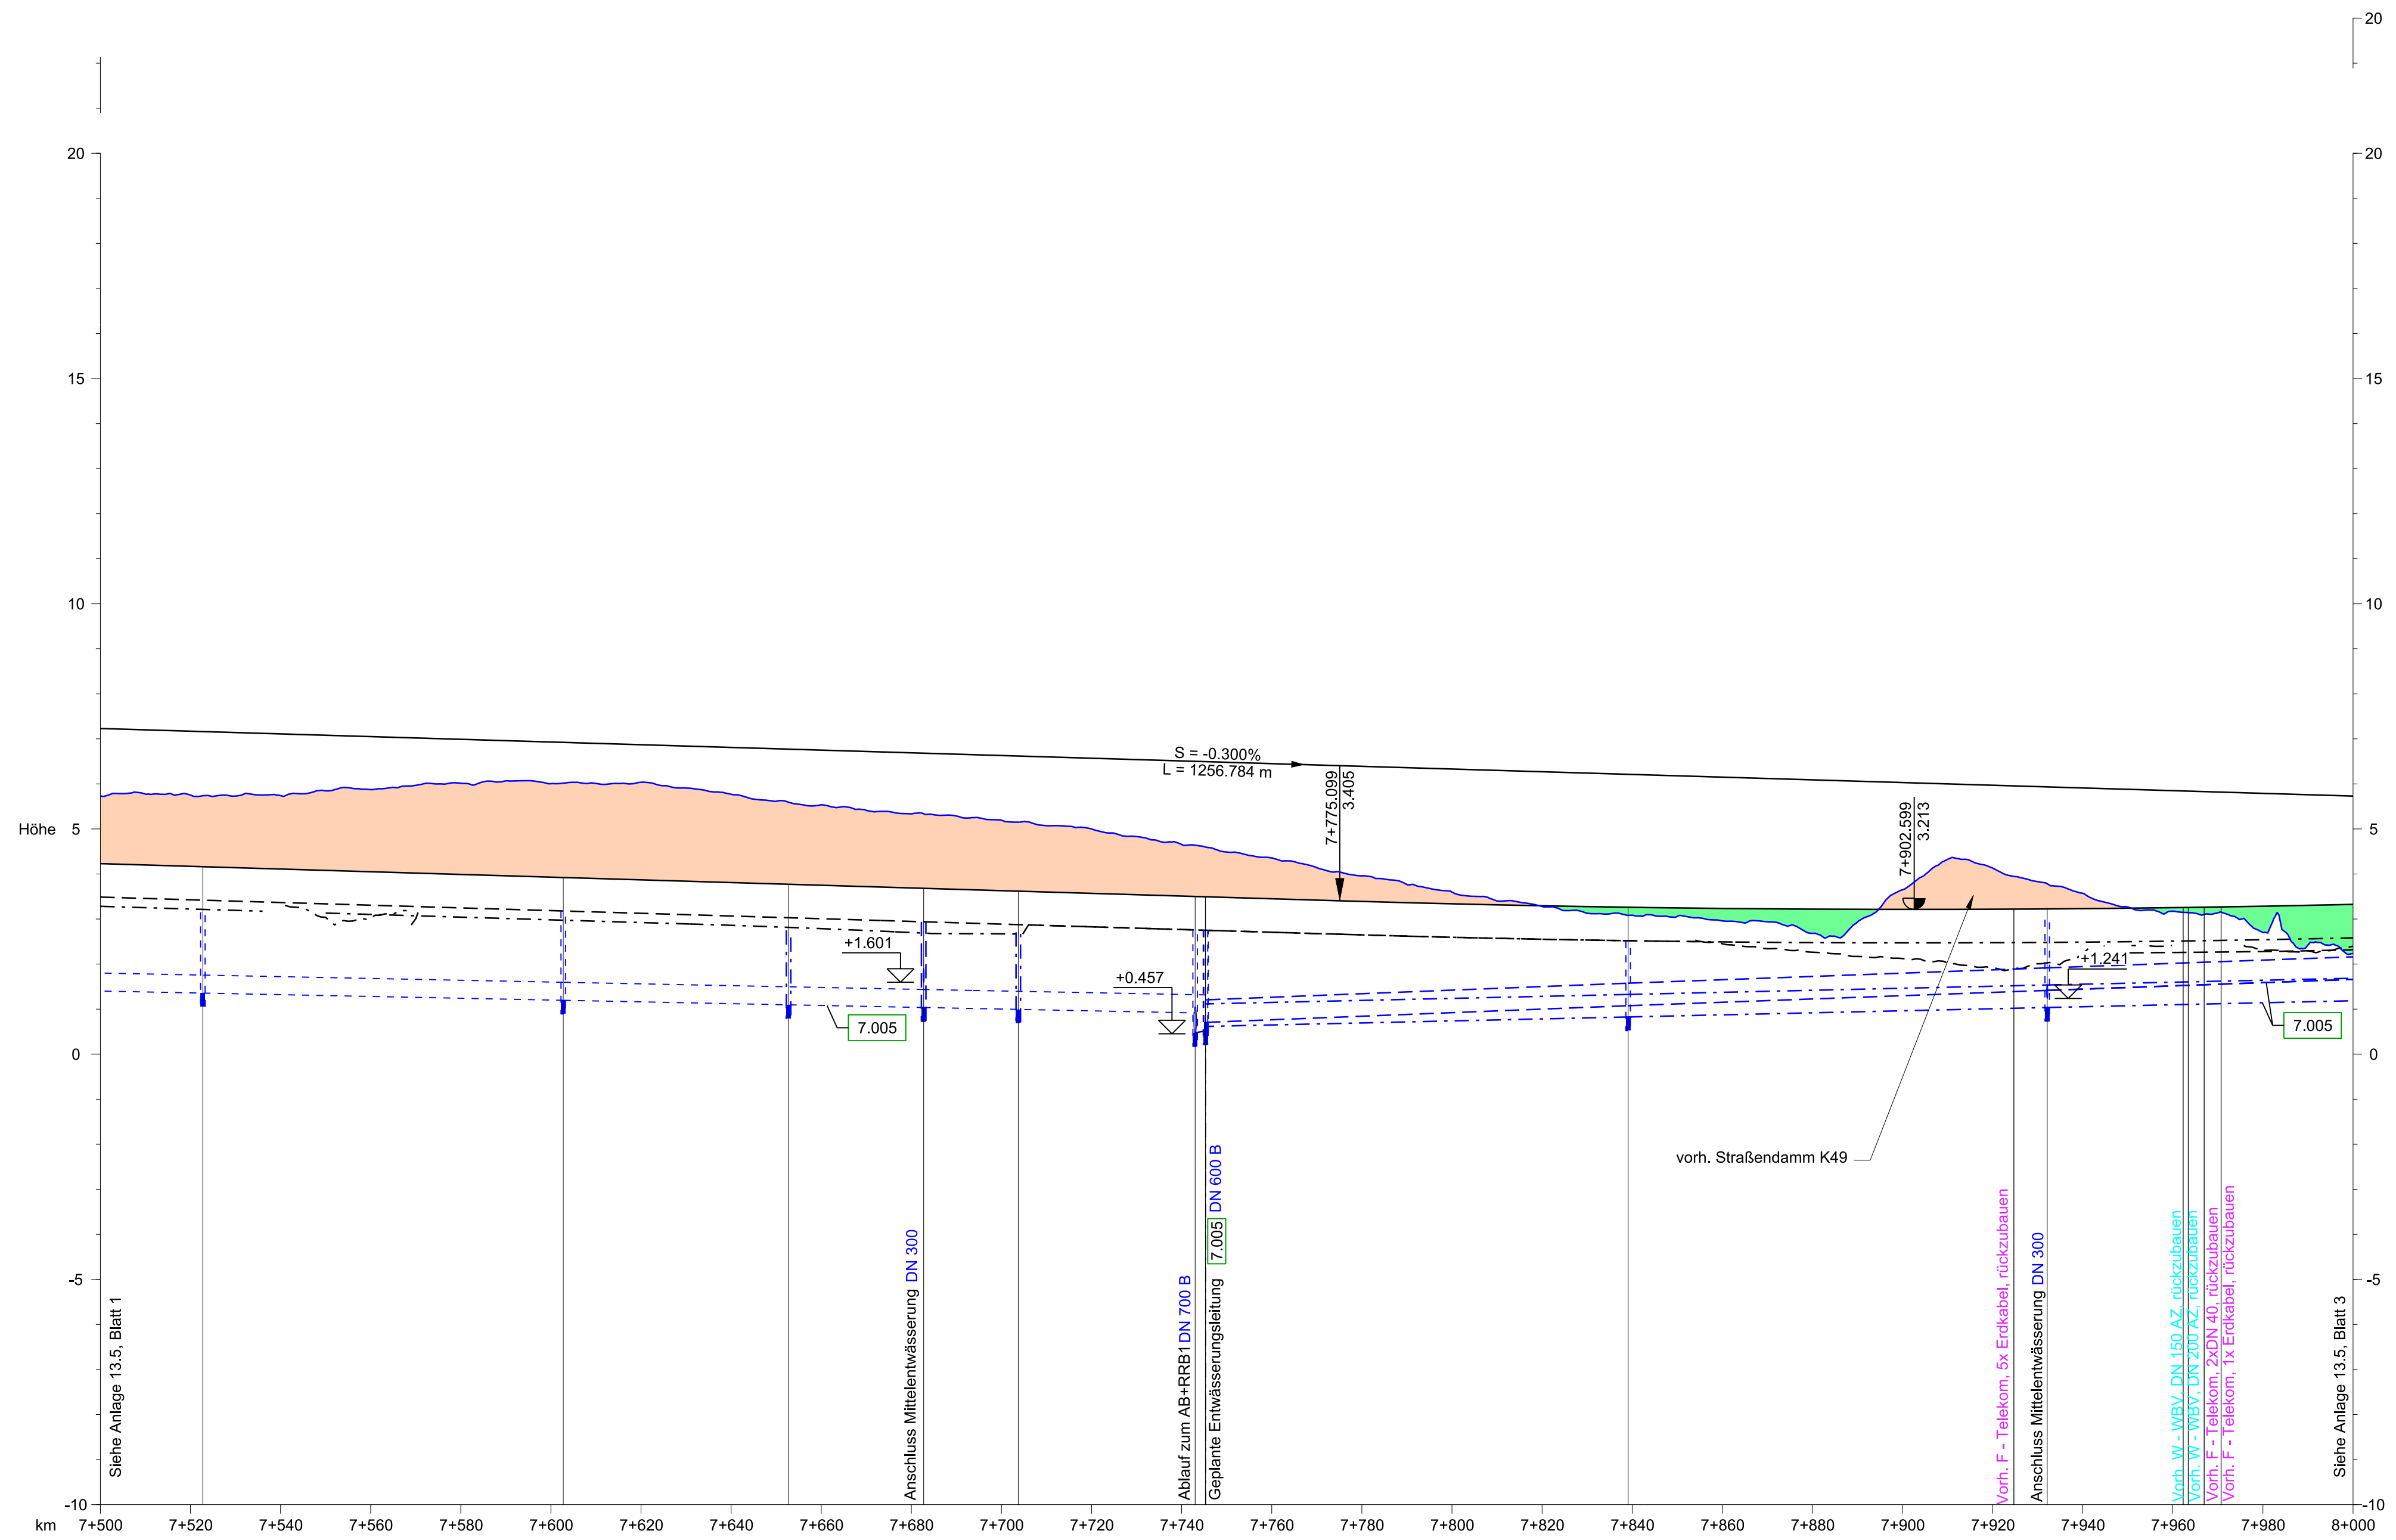 20
20
20
15
15
10
10
S = -0.300%
L = 1256.784 m
7+775.099
3.405
7+902.599
3.213
Höhe
5
5
+1.601
+0.457
+1.241
7.005
7.005
0
0
vorh. Straßendamm K49
-5
-5
Siehe Anlage 13.5, Blatt 1
Anschluss Mittelentwässerung DN 300
Ablauf zum AB+RRB1 DN 700 B
Geplante Entwässerungsleitung 7.005 DN 600 B
Vorh. F - Telekom, 5x Erdkabel, rückzubauen
Anschluss Mittelentwässerung DN 300
Vorh. W - WBV, DN 150 AZ, rückzubauen
Vorh. W - WBV, DN 200 AZ, rückzubauen
Vorh. F - Telekom, 2xDN 40, rückzubauen
Vorh. F - Telekom, 1x Erdkabel, rückzubauen
Siehe Anlage 13.5, Blatt 3
-10
-10
km 7+500 7+520 7+540 7+560 7+580 7+600 7+620 7+640 7+660 7+680 7+700 7+720 7+740 7+760 7+780 7+800 7+820 7+840 7+860 7+880 7+900 7+920 7+940 7+960 7+980 8+000